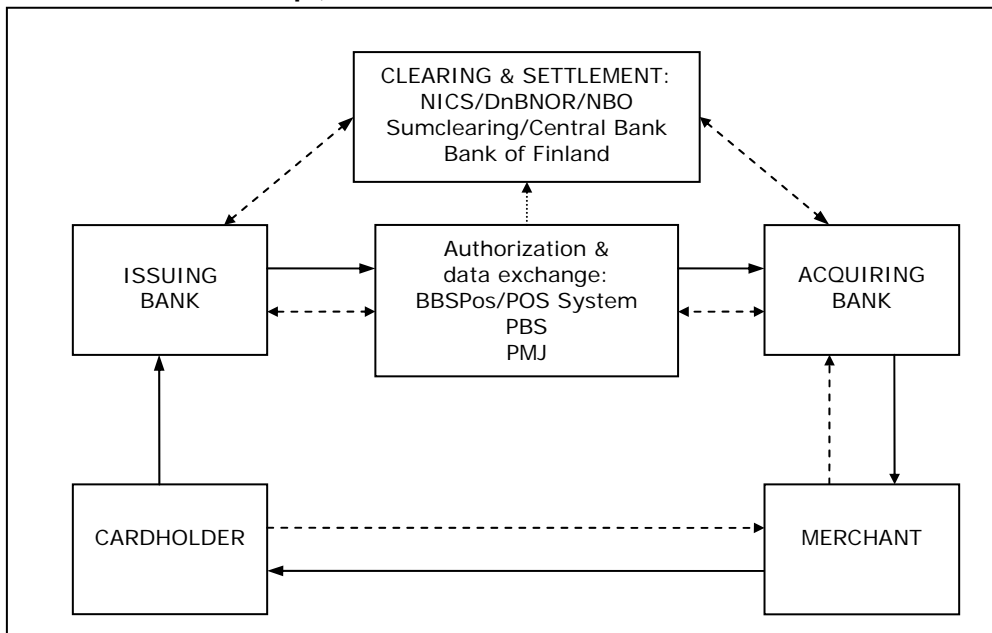 CLEARING & SETTLEMENT:
NICS/DnBNOR/NBO
Sumclearing/Central Bank
Bank of Finland
ISSUING
BANK
Authorization &
data exchange:
BBSPos/POS System
PBS
PMJ
ACQUIRING
BANK
CARDHOLDER
MERCHANT